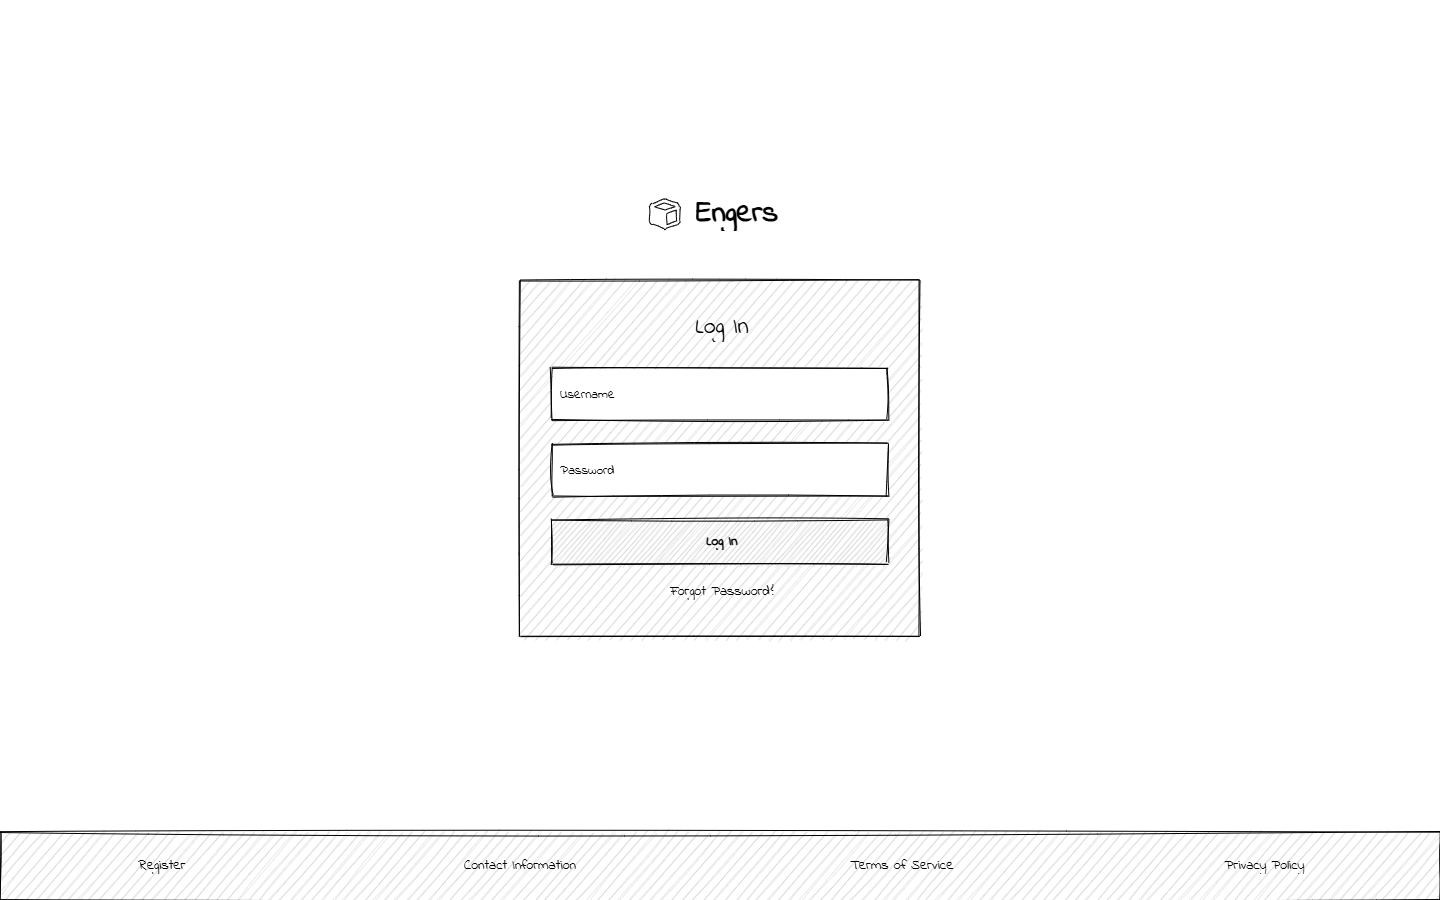 Engers
Log In
Username
Password
Log In
Forgot Password?
Register
Contact Information
Terms of Service
Privacy Policy